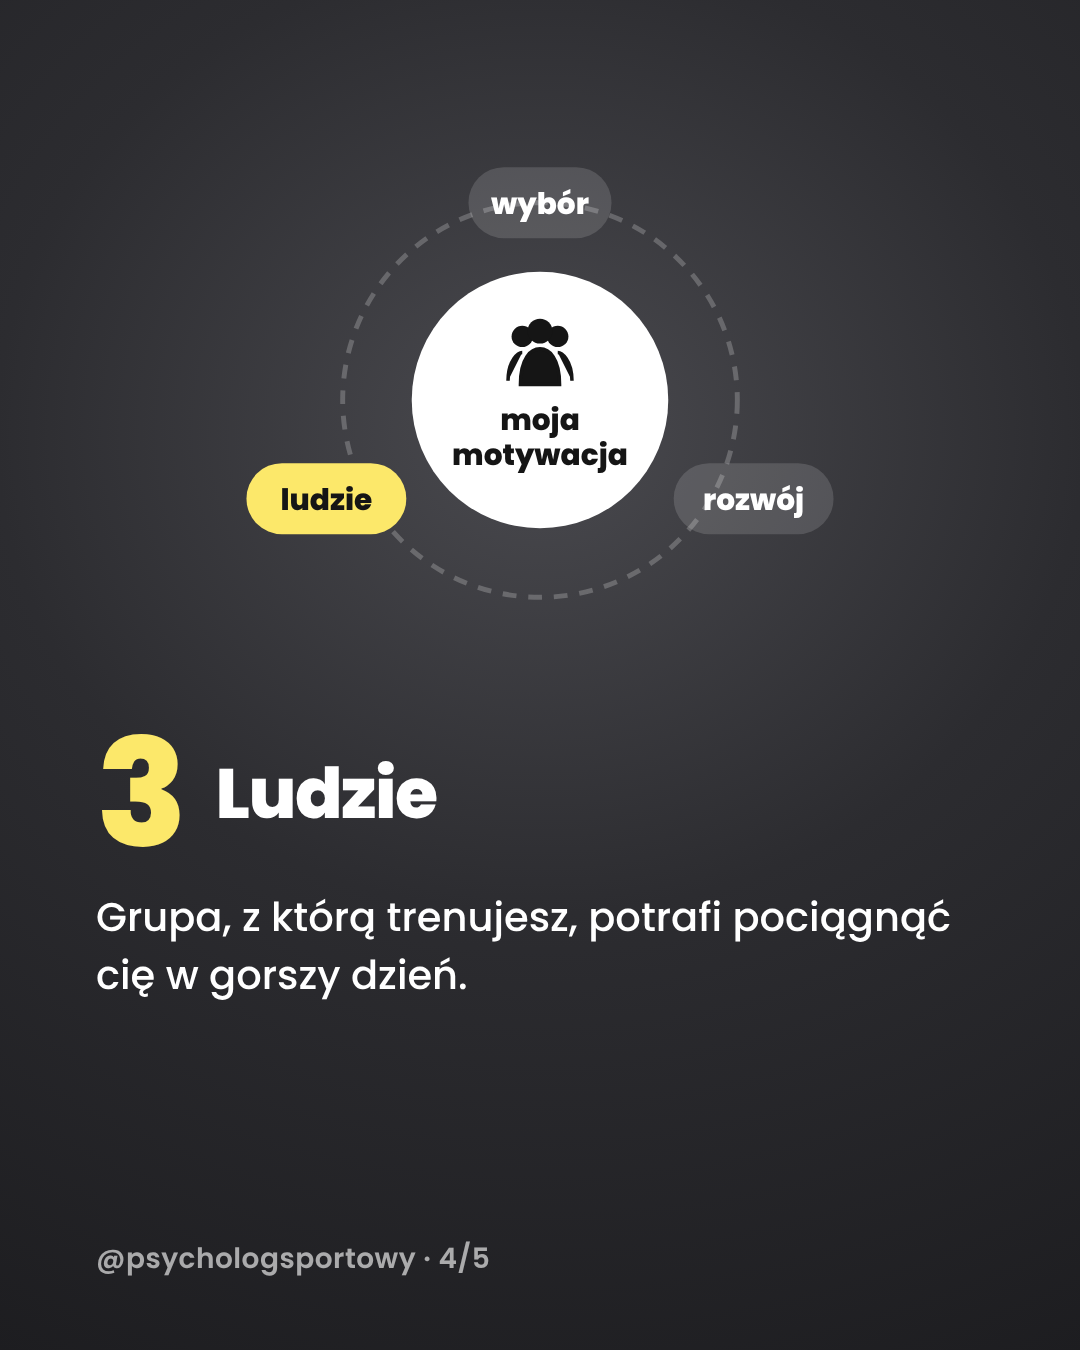 wybór
moja
motywacja
ludzie
rozwój
3 Ludzie
Grupa, z którą trenujesz, potrafi pociągnąć
cię w gorszy dzień.
@psychologsportowy · 4/5